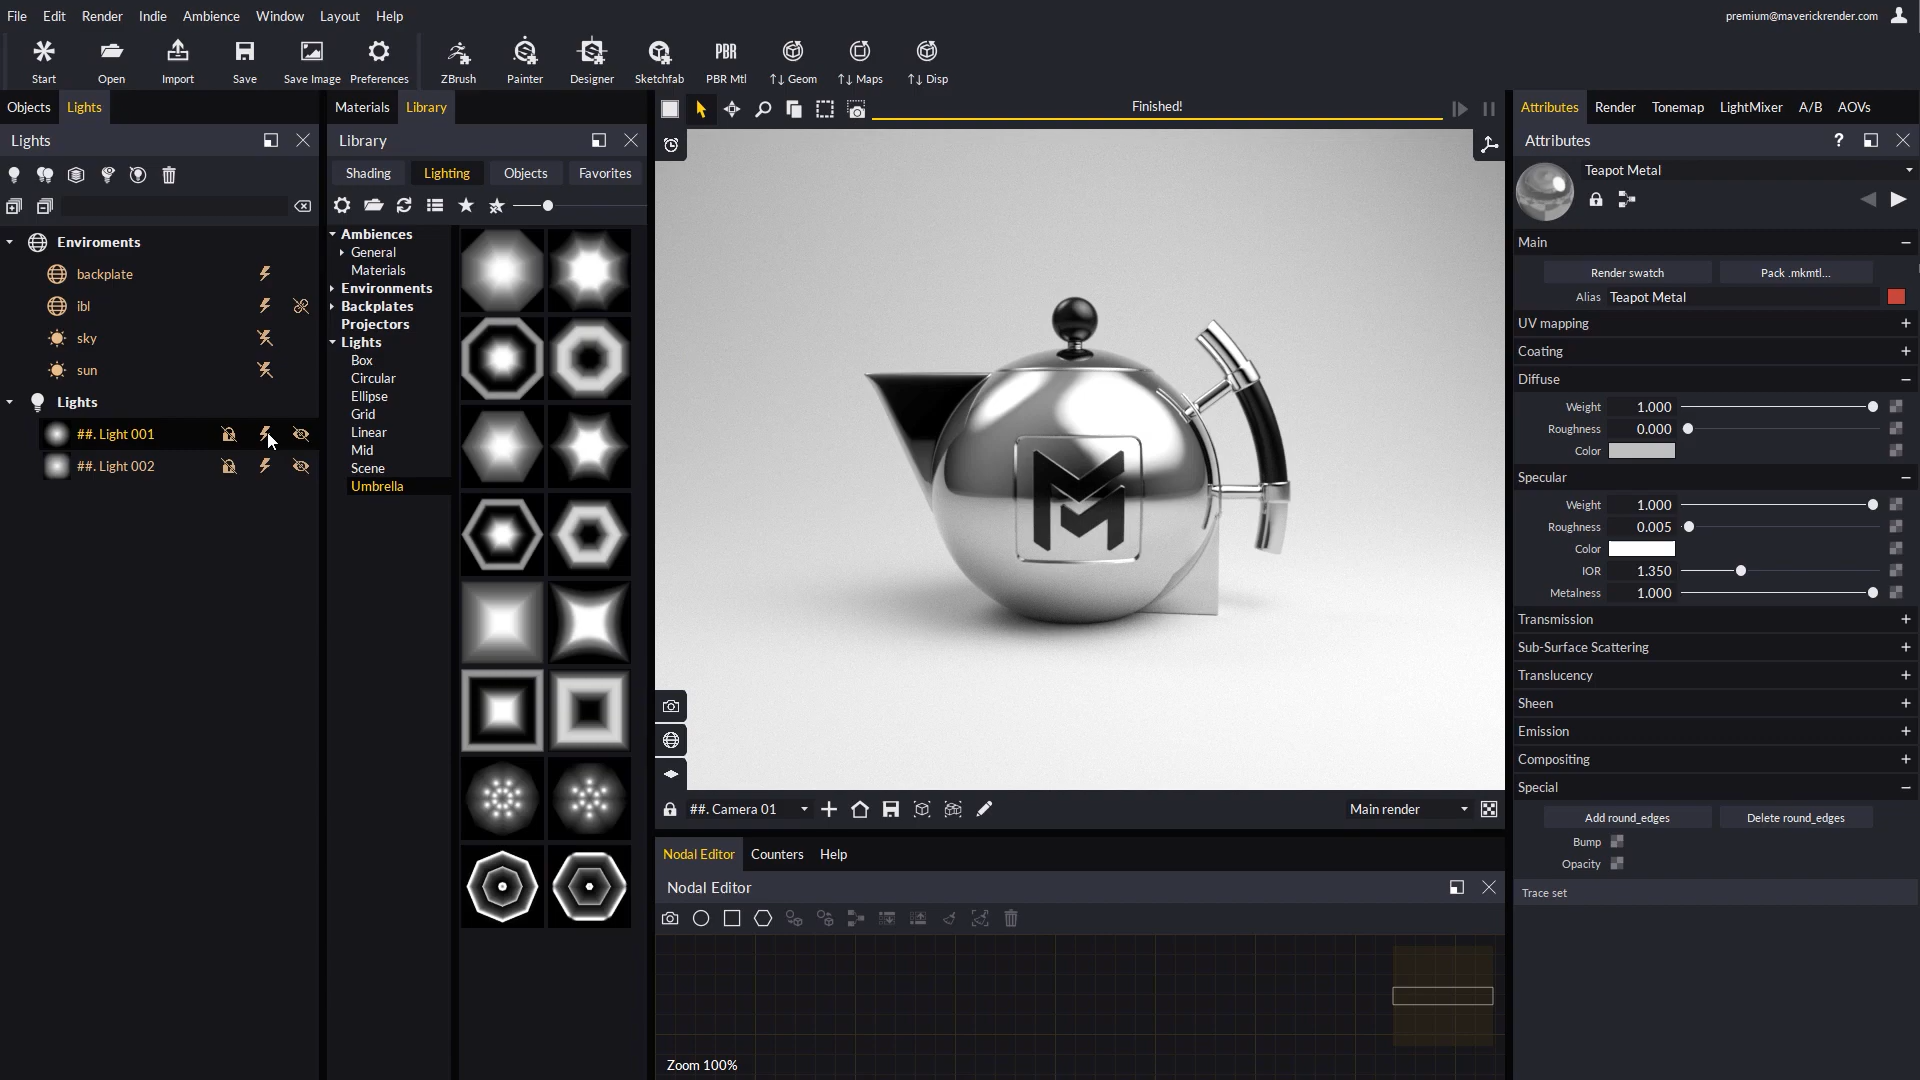 File Edit Render Indie Ambience Window Layout Help
premium@maverickrender.com
Start Open Import Save Save Image Preferences ZBrush Painter Designer Sketchfab PBR Mtl ↑↓ Geom ↑↓ Maps ↑↓ Disp
PBR
Objects Lights
Materials Library
Finished!
Attributes Render Tonemap LightMixer A/B AOVs
Lights
Library
Attributes
?
Shading Lighting Objects Favorites
Teapot Metal
Enviroments
backplate
ibl
sky
sun
Lights
##. Light 001
##. Light 002
Ambiences
General
Materials
Environments
Backplates
Projectors
Lights
Box
Circular
Ellipse
Grid
Linear
Mid
Scene
Umbrella
M
##. Camera 01
Main render
Nodal Editor Counters Help
Nodal Editor
Zoom 100%
Main
Render swatch Pack .mkmtl...
Alias Teapot Metal
UV mapping
Coating
Diffuse
Weight 1.000
Roughness 0.000
Color
Specular
Weight 1.000
Roughness 0.005
Color
IOR 1.350
Metalness 1.000
Transmission
Sub-Surface Scattering
Translucency
Sheen
Emission
Compositing
Special
Add round_edges Delete round_edges
Bump
Opacity
Trace set